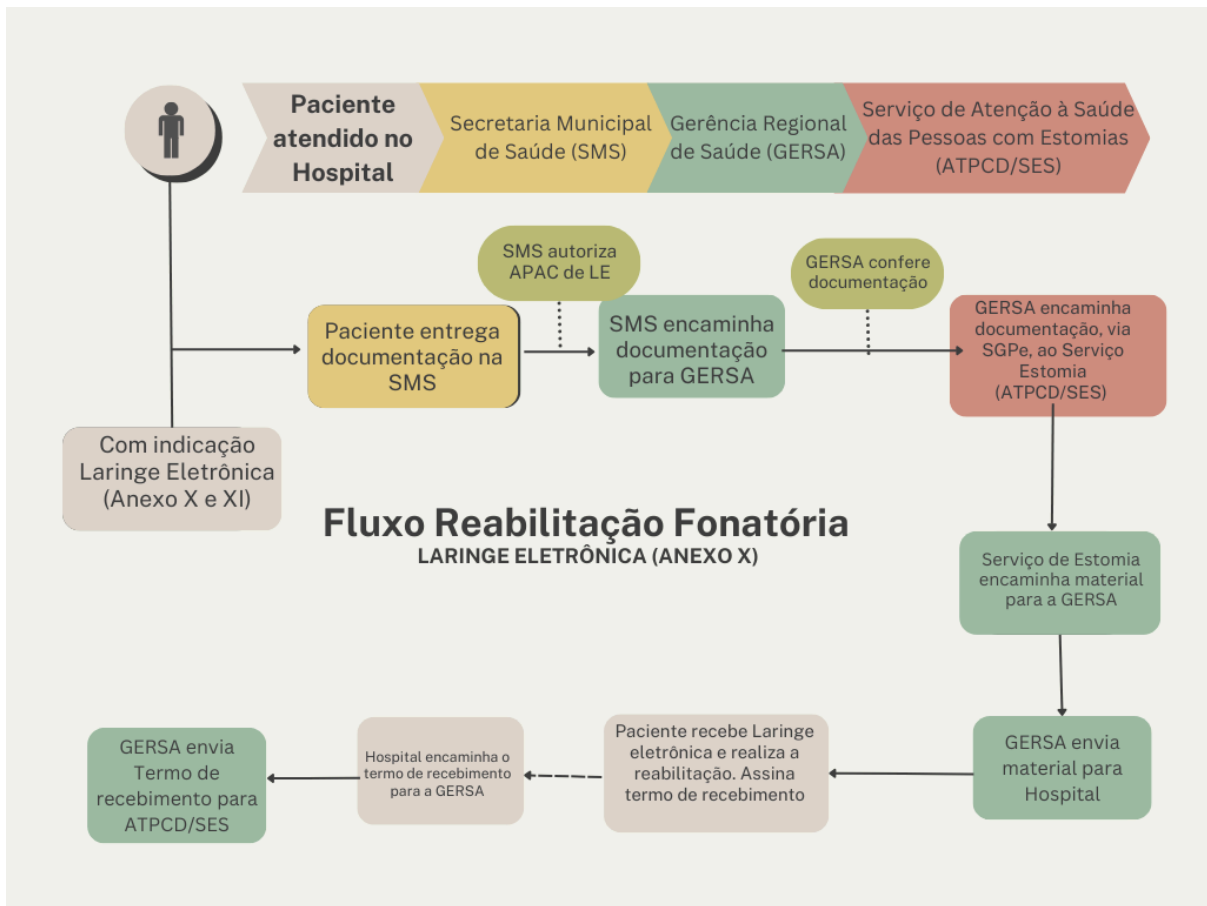 Paciente
atendido no
Hospital
Secretaria Municipal
de Saúde (SMS)
Gerência Regional
de Saúde (GERSA)
Serviço de Atenção à Saúde
das Pessoas com Estomias
(ATPCD/SES)
SMS autoriza
APAC de LE
GERSA confere
documentação
Paciente entrega
documentação na
SMS
SMS encaminha
documentação
para GERSA
GERSA encaminha
documentação, via
SGPe, ao Serviço
Estomia
(ATPCD/SES)
Com indicação
Laringe Eletrônica
(Anexo X e XI)
Fluxo Reabilitação Fonatória
LARINGE ELETRÔNICA (ANEXO X)
Serviço de Estomia
encaminha material
para a GERSA
GERSA envia
material para
Hospital
Paciente recebe Laringe
eletrônica e realiza a
reabilitação. Assina
termo de recebimento
Hospital encaminha o
termo de recebimento
para a GERSA
GERSA envia
Termo de
recebimento para
ATPCD/SES